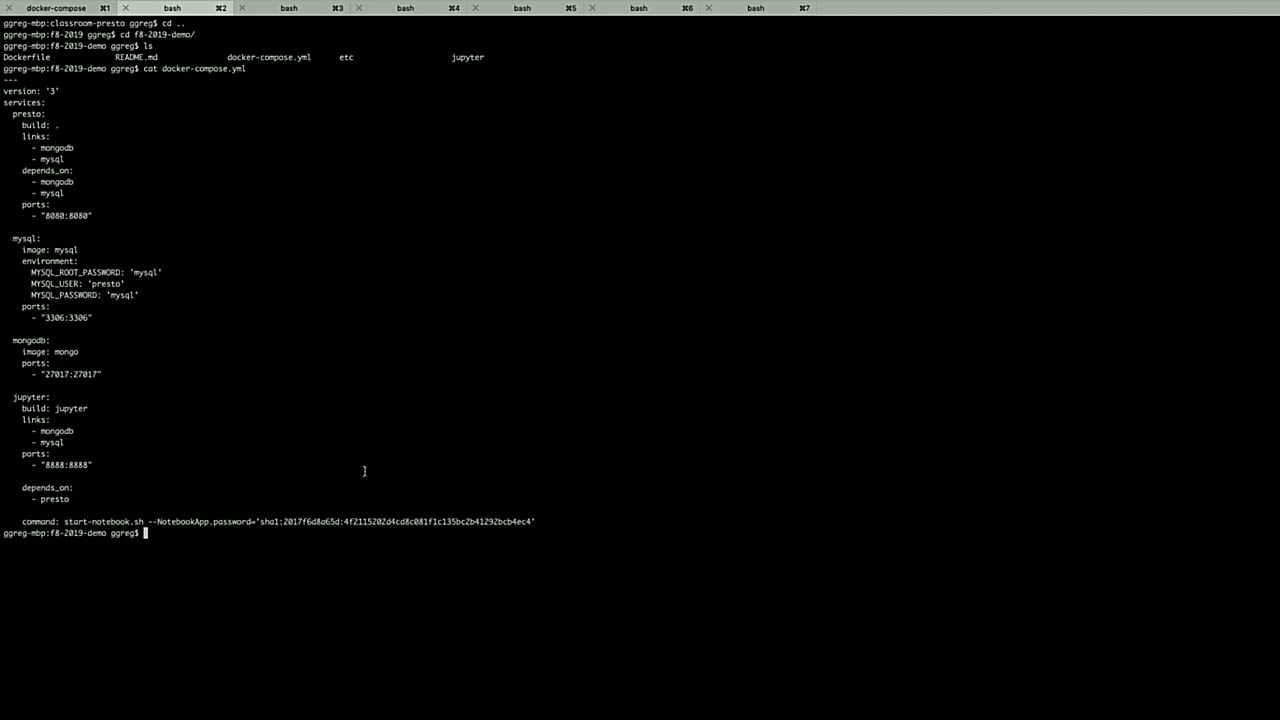 docker-compose ⌘1 bash ⌘2 bash ⌘3 bash ⌘4 bash ⌘5 bash ⌘6 bash ⌘7
ggreg-mbp:classroom-presto ggreg$ cd ..
ggreg-mbp:f8-2019 ggreg$ cd f8-2019-demo/
ggreg-mbp:f8-2019-demo ggreg$ ls
Dockerfile README.md docker-compose.yml etc jupyter
ggreg-mbp:f8-2019-demo ggreg$ cat docker-compose.yml
---
version: '3'
services:
  presto:
    build: .
    links:
      - mongodb
      - mysql
    depends_on:
      - mongodb
      - mysql
    ports:
      - "8080:8080"
  mysql:
    image: mysql
    environment:
      MYSQL_ROOT_PASSWORD: 'mysql'
      MYSQL_USER: 'presto'
      MYSQL_PASSWORD: 'mysql'
    ports:
      - "3306:3306"
  mongodb:
    image: mongo
    ports:
      - "27017:27017"
  jupyter:
    build: jupyter
    links:
      - mongodb
      - mysql
    ports:
      - "8888:8888"
    depends_on:
      - presto
    command: start-notebook.sh --NotebookApp.password='sha1:2017f6d8a65d:4f2115202d4cd8c081f1c135bc2b41292bcb4ec4'
ggreg-mbp:f8-2019-demo ggreg$